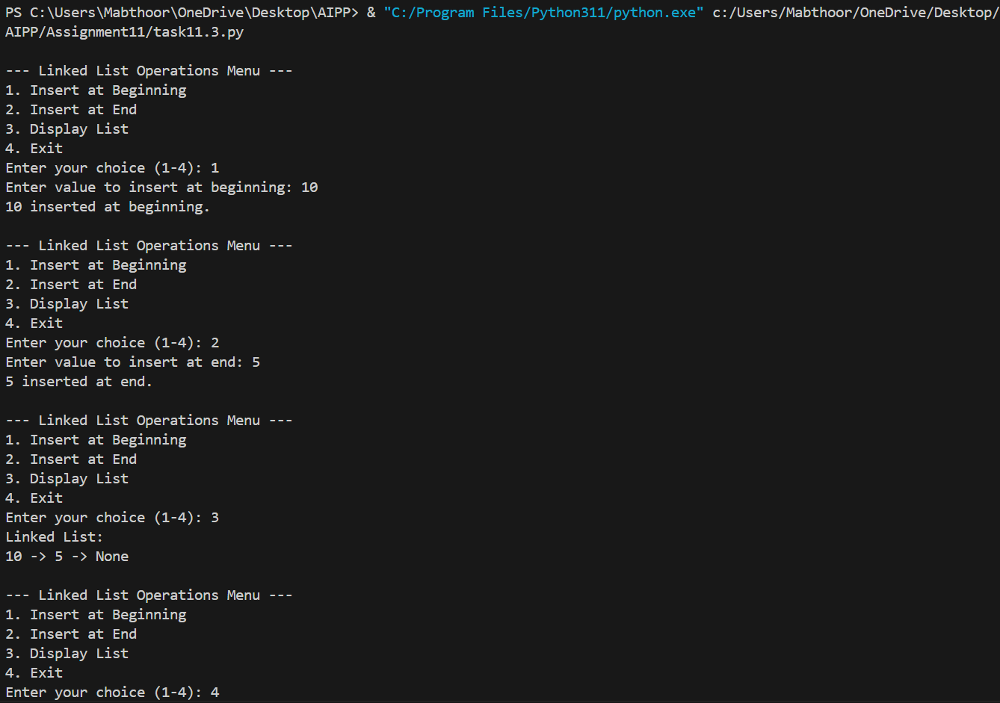 PS C:\Users\Mabthoor\OneDrive\Desktop\AIPP> & "C:/Program Files/Python311/python.exe" c:/Users/Mabthoor/OneDrive/Desktop/
AIPP/Assignment11/task11.3.py

--- Linked List Operations Menu ---
1. Insert at Beginning
2. Insert at End
3. Display List
4. Exit
Enter your choice (1-4): 1
Enter value to insert at beginning: 10
10 inserted at beginning.

--- Linked List Operations Menu ---
1. Insert at Beginning
2. Insert at End
3. Display List
4. Exit
Enter your choice (1-4): 2
Enter value to insert at end: 5
5 inserted at end.

--- Linked List Operations Menu ---
1. Insert at Beginning
2. Insert at End
3. Display List
4. Exit
Enter your choice (1-4): 3
Linked List:
10 -> 5 -> None

--- Linked List Operations Menu ---
1. Insert at Beginning
2. Insert at End
3. Display List
4. Exit
Enter your choice (1-4): 4